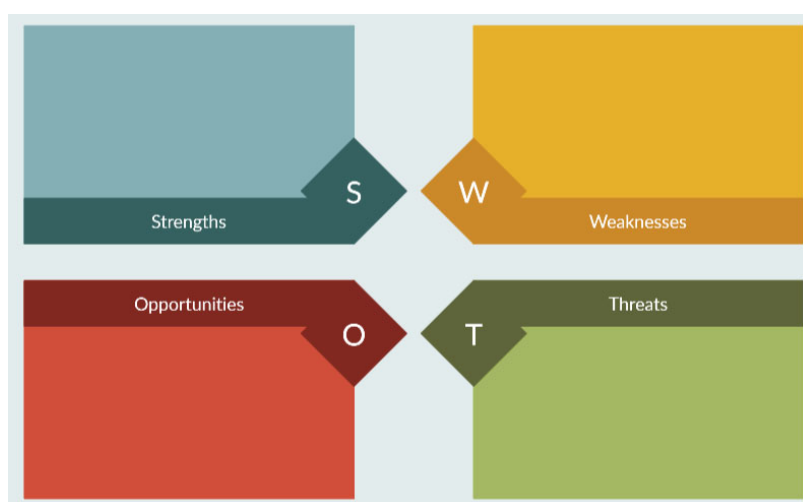 S
W
Strengths
Weaknesses
Opportunities
Threats
O
T